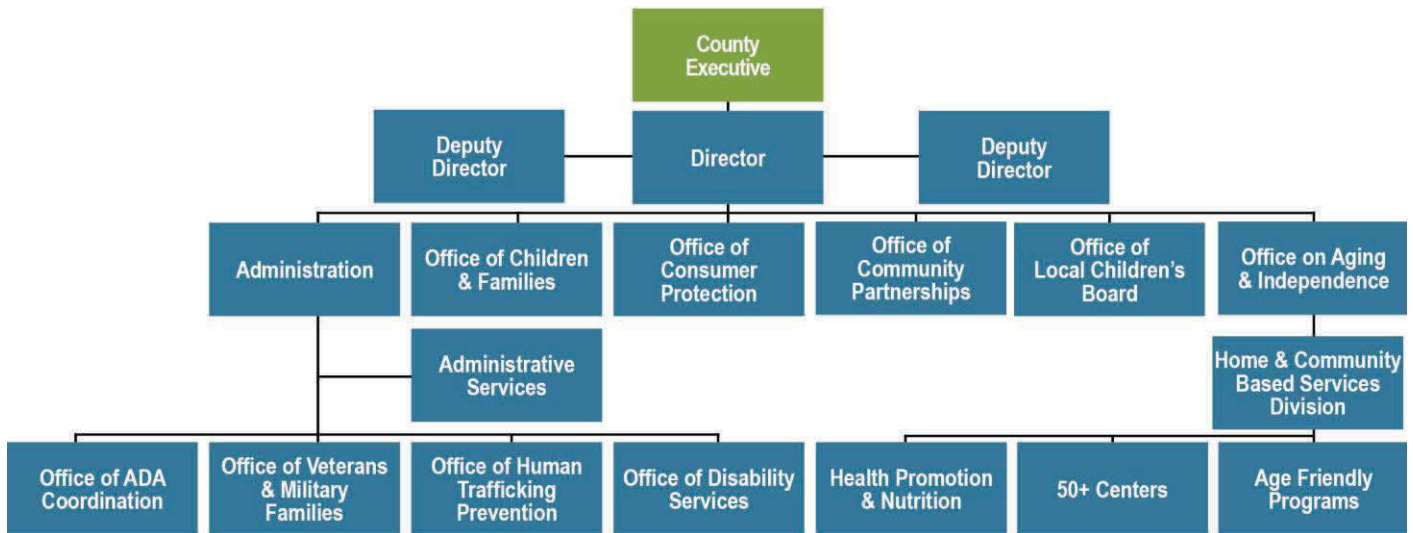 County
Executive
Deputy
Director
Director
Deputy
Director
Administration
Office of Children
& Families
Office of
Consumer
Protection
Office of
Community
Partnerships
Office of
Local Children’s
Board
Office on Aging
& Independence
Administrative
Services
Home & Community
Based Services
Division
Office of ADA
Coordination
Office of Veterans
& Military
Families
Office of Human
Trafficking
Prevention
Office of Disability
Services
Health Promotion
& Nutrition
50+ Centers
Age Friendly
Programs